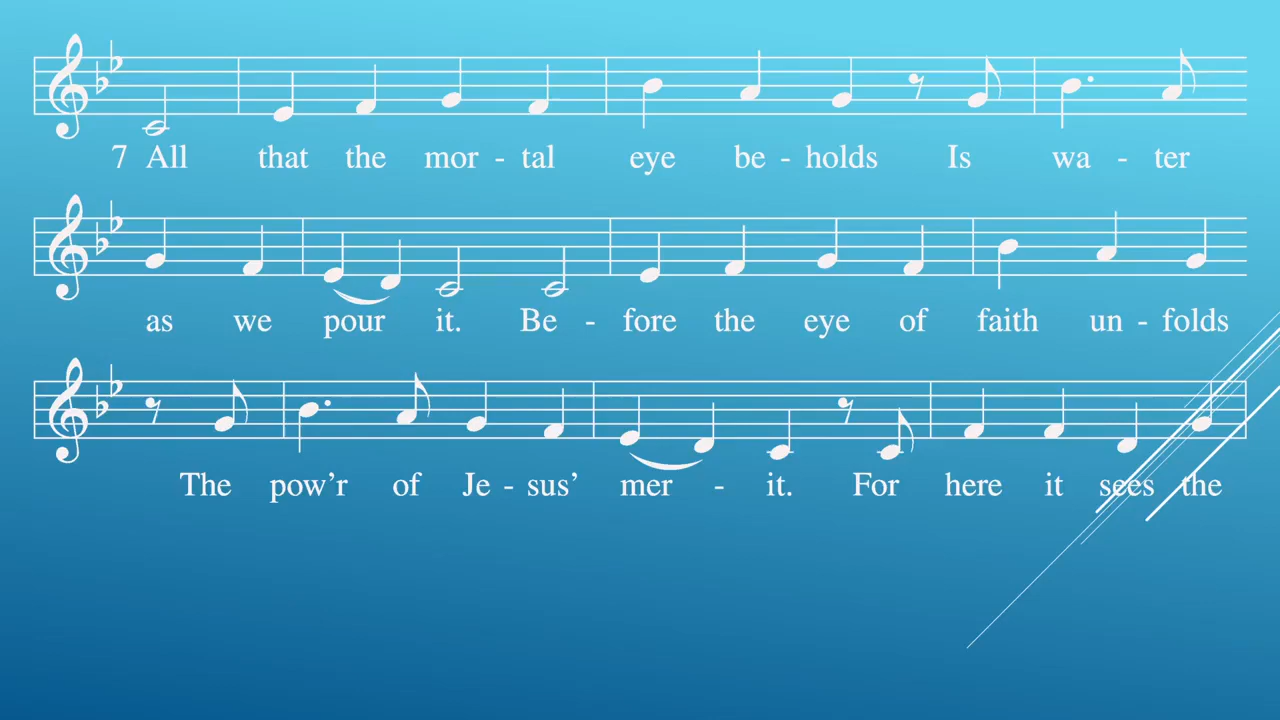 7 All that the mor - tal eye be - holds Is wa - ter
as we pour it. Be - fore the eye of faith un - folds
The pow’r of Je - sus’ mer - it. For here it sees the